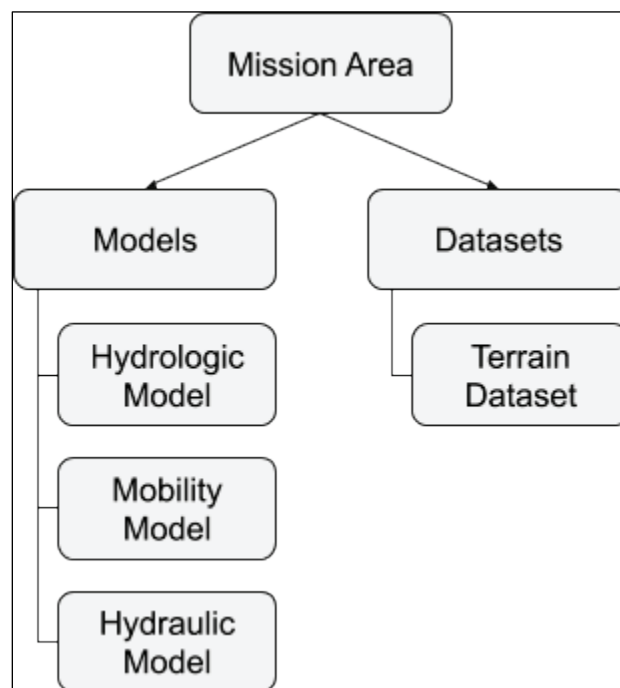 Mission Area
Models
Datasets
Hydrologic
Model
Terrain
Dataset
Mobility
Model
Hydraulic
Model